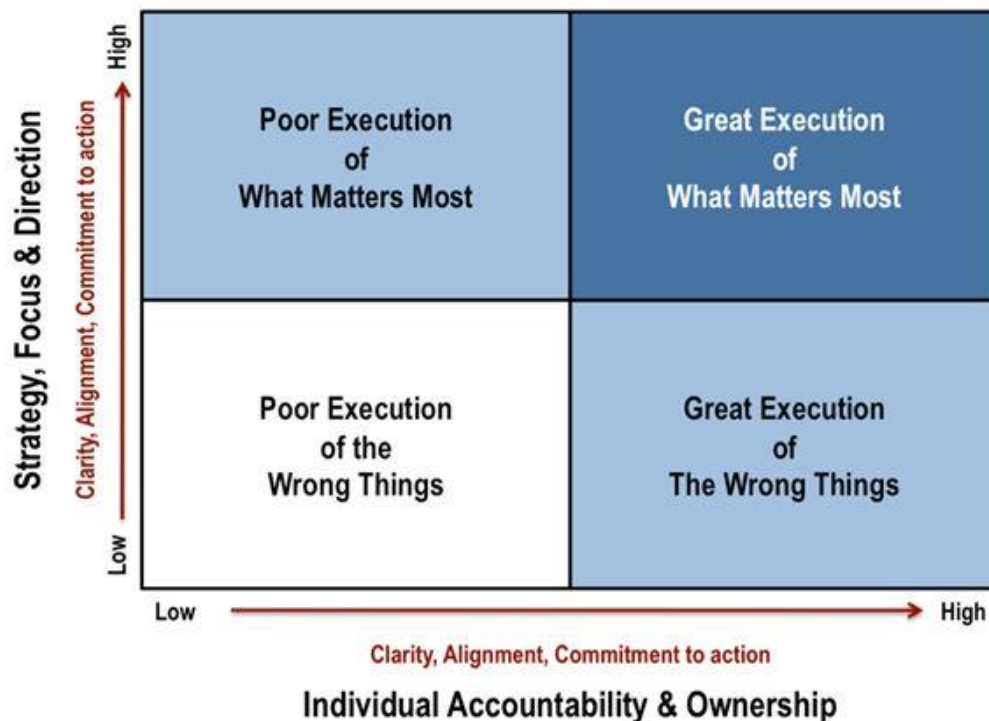 Strategy, Focus & Direction
Clarity, Alignment, Commitment to action
High
Low
Poor Execution
of
What Matters Most
Great Execution
of
What Matters Most
Poor Execution
of the
Wrong Things
Great Execution
of
The Wrong Things
Low
High
Clarity, Alignment, Commitment to action
Individual Accountability & Ownership